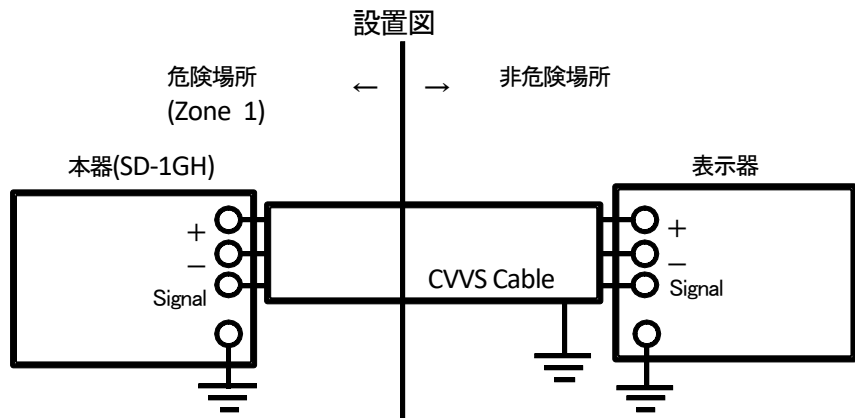 設置図
危険場所
(Zone 1)
← →
非危険場所
本器(SD-1GH)
表示器
+
−
Signal
CVVS Cable
+
−
Signal